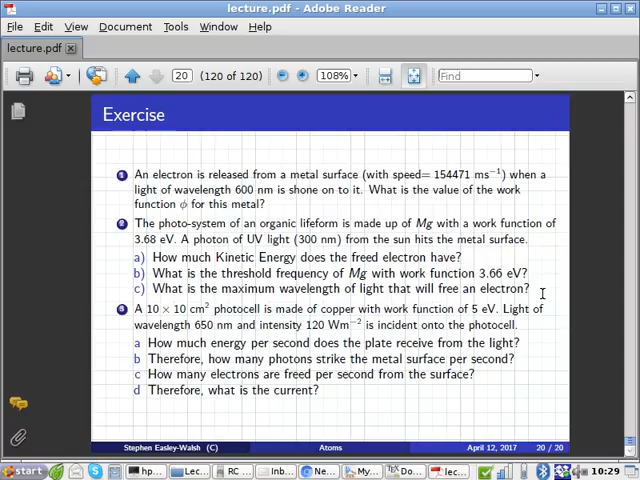 lecture.pdf - Adobe Reader
File Edit View Document Tools Window Help
lecture.pdf
20 (120 of 120) 108% Find
Exercise
1 An electron is released from a metal surface (with speed= 154471 ms⁻¹) when a
light of wavelength 600 nm is shone on to it. What is the value of the work
function ϕ for this metal?
2 The photo-system of an organic lifeform is made up of Mg with a work function of
3.68 eV. A photon of UV light (300 nm) from the sun hits the metal surface.
a) How much Kinetic Energy does the freed electron have?
b) What is the threshold frequency of Mg with work function 3.66 eV?
c) What is the maximum wavelength of light that will free an electron?
3 A 10 × 10 cm² photocell is made of copper with work function of 5 eV. Light of
wavelength 650 nm and intensity 120 Wm⁻² is incident onto the photocell.
a How much energy per second does the plate receive from the light?
b Therefore, how many photons strike the metal surface per second?
c How many electrons are freed per second from the surface?
d Therefore, what is the current?
Stephen Easley-Walsh (C) Atoms April 12, 2017 20 / 20
start hp... Lec... RC ... Inb... Ne... My... Do... lec... 10:29